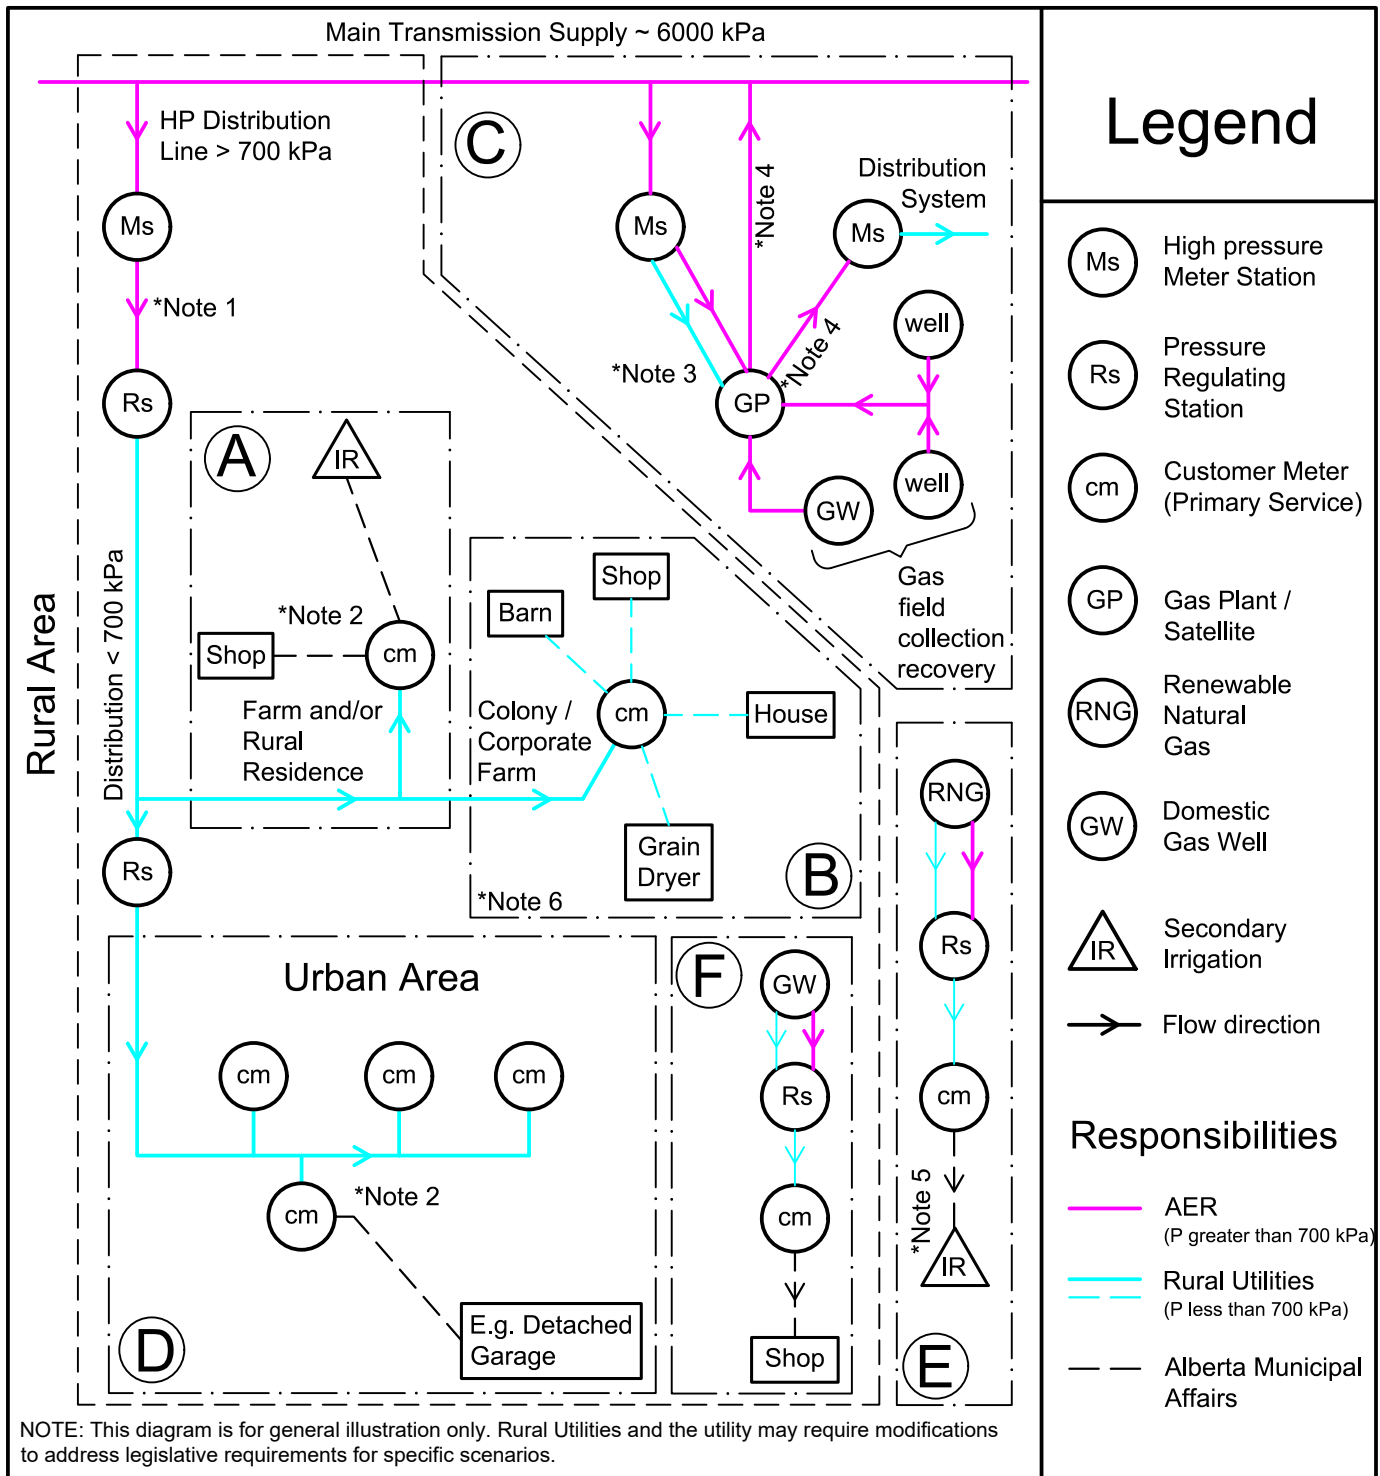 Main Transmission Supply ~ 6000 kPa
HP Distribution
Line > 700 kPa
Ms
*Note 1
Rs
Rural Area
Distribution < 700 kPa
Rs
C
Ms
*Note 4
Distribution
System
Ms
*Note 3
*Note 4
GP
well
well
GW
Gas
field
collection
recovery
A
IR
*Note 2
Shop
cm
Farm and/or
Rural
Residence
Shop
Barn
cm
House
Colony /
Corporate
Farm
Grain
Dryer
*Note 6
B
Urban Area
cm
cm
cm
cm
*Note 2
E.g. Detached
Garage
D
F
GW
Rs
cm
Shop
RNG
Rs
cm
*Note 5
IR
E
NOTE: This diagram is for general illustration only. Rural Utilities and the utility may require modifications
to address legislative requirements for specific scenarios.
Legend
Ms
High pressure
Meter Station
Rs
Pressure
Regulating
Station
cm
Customer Meter
(Primary Service)
GP
Gas Plant /
Satellite
RNG
Renewable
Natural
Gas
GW
Domestic
Gas Well
IR
Secondary
Irrigation
Flow direction
Responsibilities
AER
(P greater than 700 kPa)
Rural Utilities
(P less than 700 kPa)
Alberta Municipal
Affairs